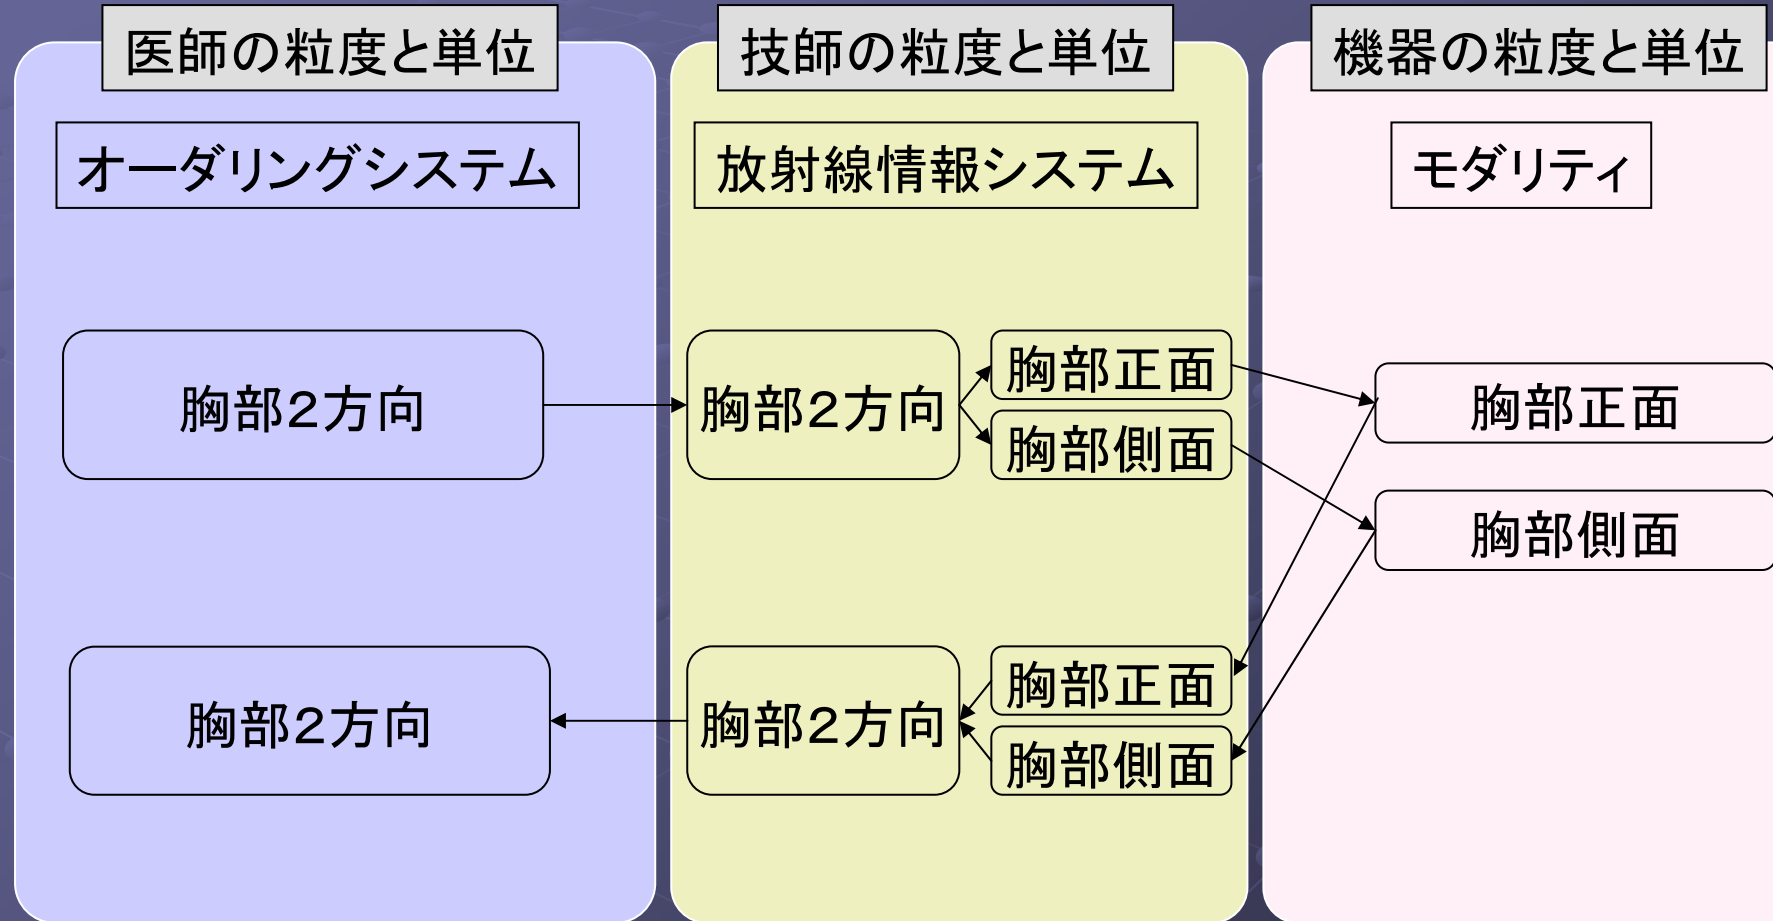 医師の粒度と単位
オーダリングシステム
胸部２方向
胸部２方向
技師の粒度と単位
放射線情報システム
胸部２方向
胸部正面
胸部側面
胸部２方向
胸部正面
胸部側面
機器の粒度と単位
モダリティ
胸部正面
胸部側面